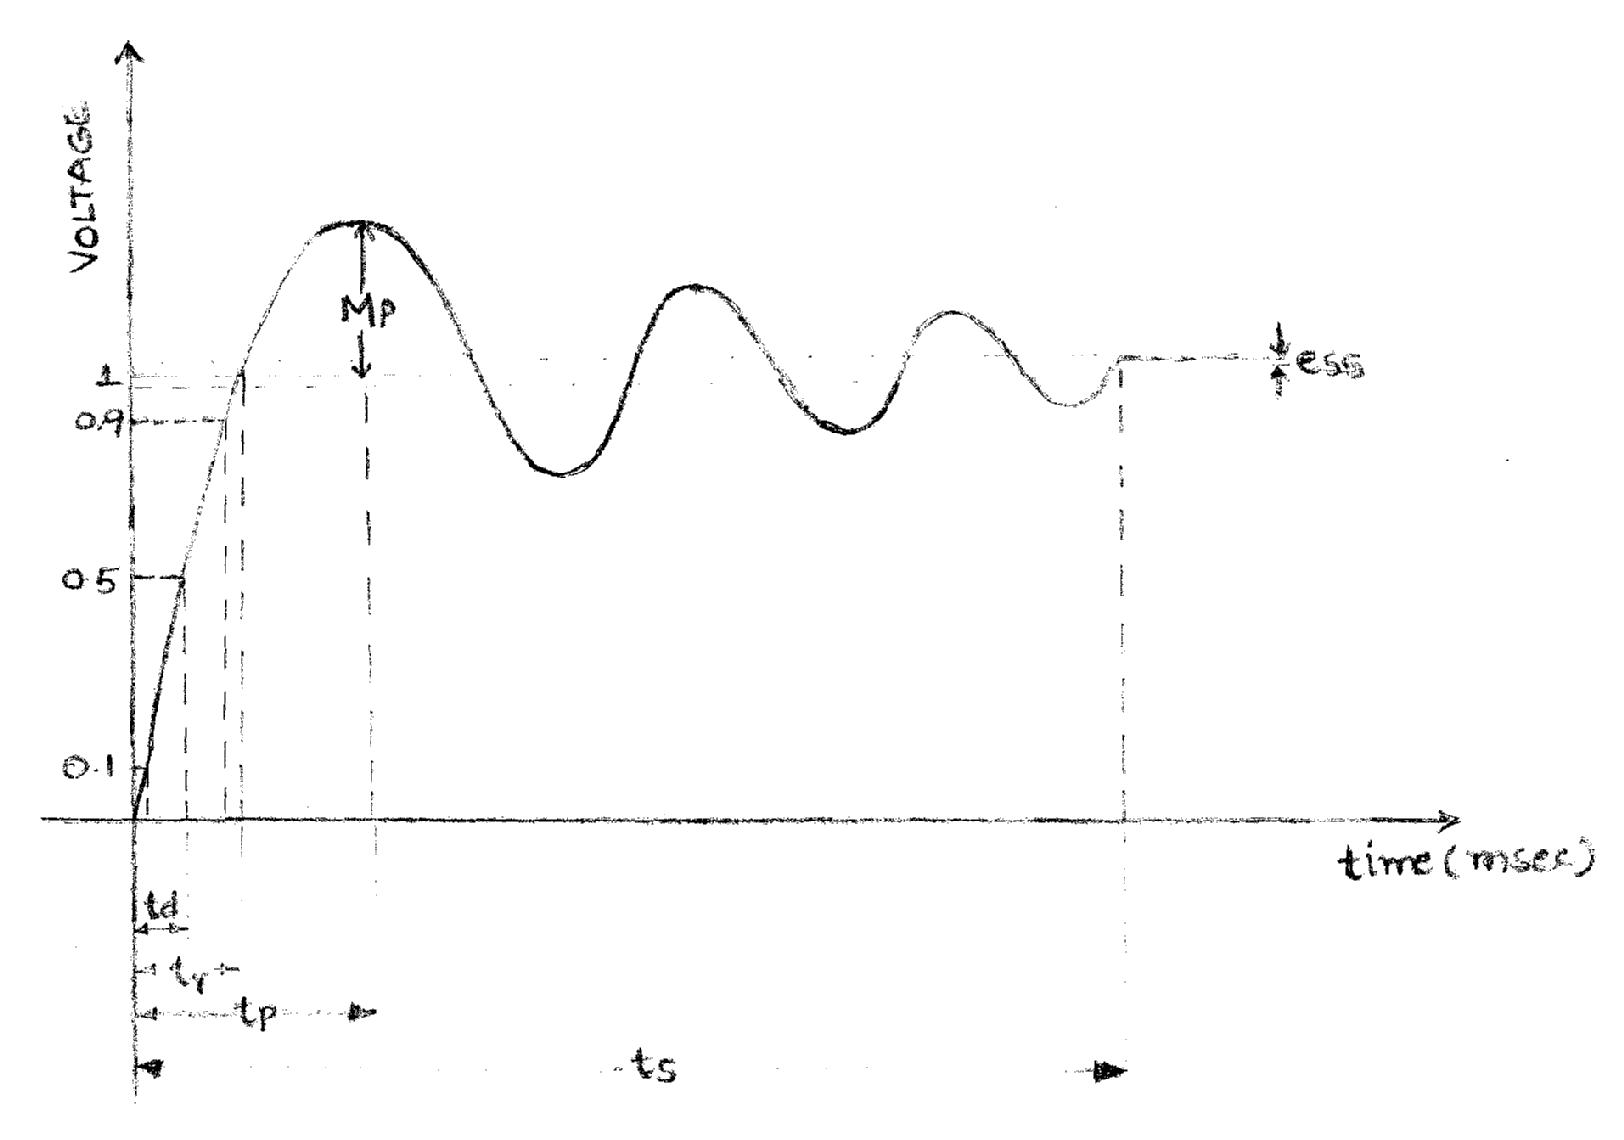 VOLTAGE
Mp
1
ess
0.9
0.5
0.1
time (msec)
td
tr
tp
ts